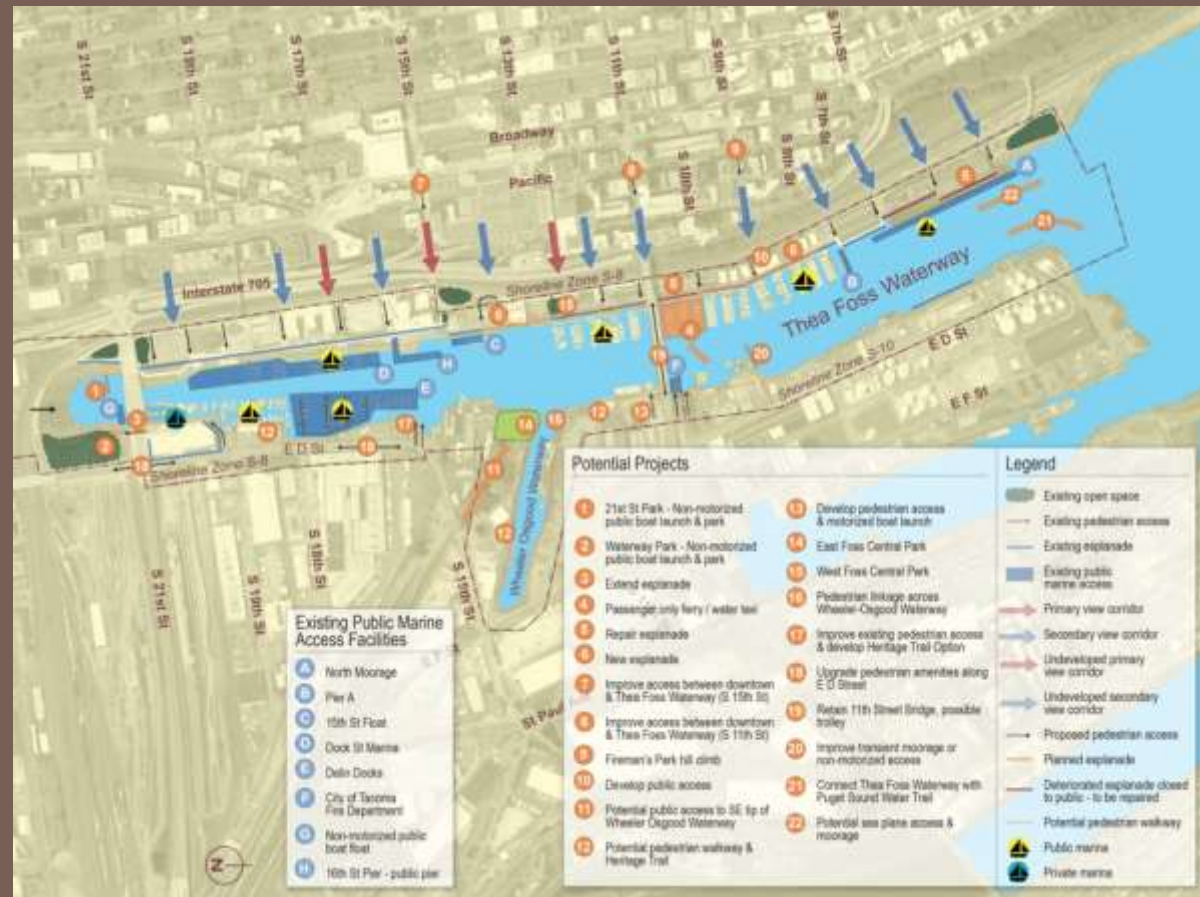 S 21st St
S 19th St
S 17th St
S 15th St
S 13th St
S 11th St
S 9th St
S 7th St
Broadway
Pacific
S 10th St
S 8th St
S 7th St
Interstate 705
Shoreline Zone S-8
Thea Foss Waterway
Shoreline Zone S-10
E D St
E F St
E D St
Shoreline Zone S-8
Wheeler Osgood Waterway
S 21st St
S 19th St
S 18th St
S 15th St
St Paul
N
Existing Public Marine
Access Facilities
A North Moorage
B Pier A
C 15th St Float
D Dock St Marina
E Delin Docks
F City of Tacoma
Fire Department
G Non-motorized public
boat float
H 16th St Pier - public pier
Potential Projects
1 21st St Park - Non-motorized
public boat launch & park
2 Waterway Park - Non-motorized
public boat launch & park
3 Extend esplanade
4 Passenger only ferry / water taxi
5 Repair esplanade
6 New esplanade
7 Improve access between downtown
& Thea Foss Waterway (S 15th St)
8 Improve access between downtown
& Thea Foss Waterway (S 11th St)
9 Fireman's Park hill climb
10 Develop public access
11 Potential public access to SE tip of
Wheeler Osgood Waterway
12 Potential pedestrian walkway &
Heritage Trail
13 Develop pedestrian access
& motorized boat launch
14 East Foss Central Park
15 West Foss Central Park
16 Pedestrian linkage across
Wheeler-Osgood Waterway
17 Improve existing pedestrian access
& develop Heritage Trail Option
18 Upgrade pedestrian amenities along
E D Street
19 Retain 11th Street Bridge, possible
trolley
20 Improve transient moorage or
non-motorized access
21 Connect Thea Foss Waterway with
Puget Sound Water Trail
22 Potential sea plane access &
moorage
Legend
Existing open space
Existing pedestrian access
Existing esplanade
Existing public
marine access
Primary view corridor
Secondary view corridor
Undeveloped primary
view corridor
Undeveloped secondary
view corridor
Proposed pedestrian access
Planned esplanade
Deteriorated esplanade closed
to public - to be repaired
Potential pedestrian walkway
Public marina
Private marina